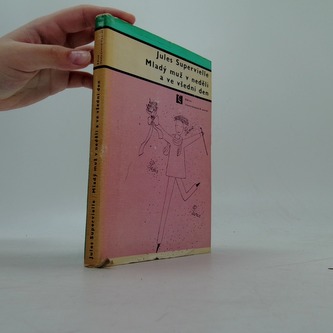 Jules Supervielle
Mladý muž v neděli
a ve všední den
Jules Supervielle: Mladý muž v neděli a ve všední den